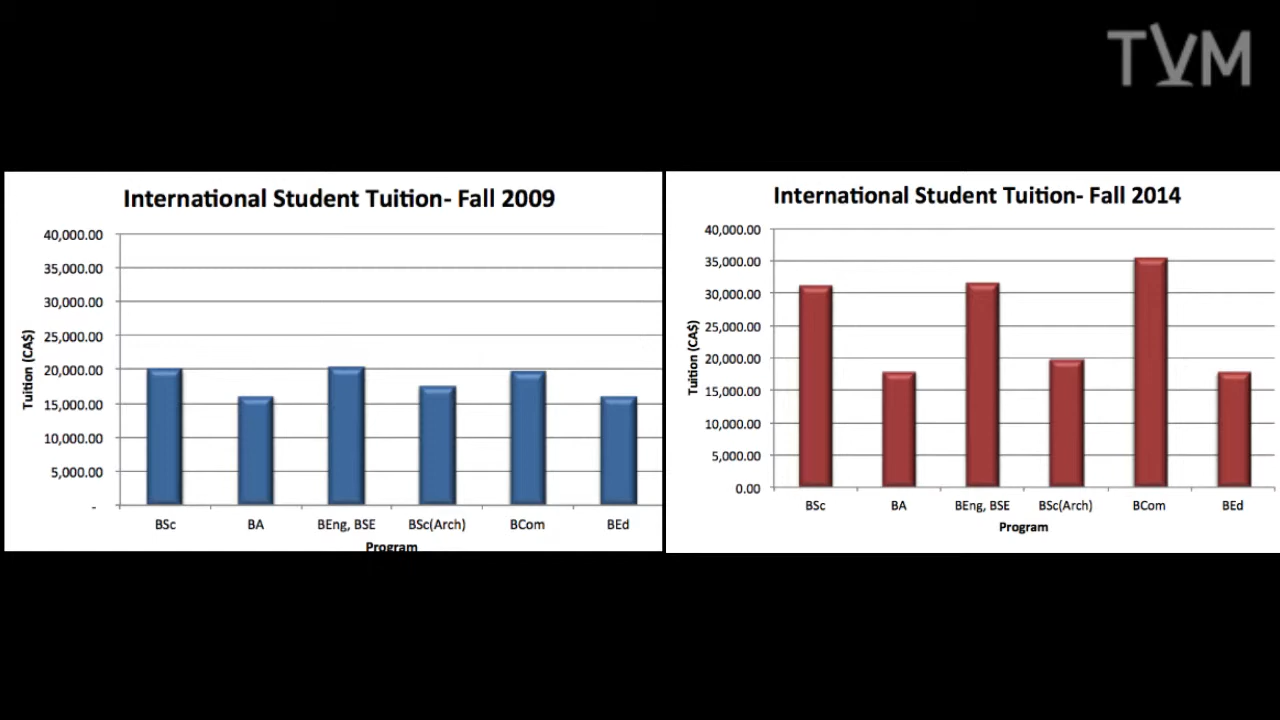 TVM
International Student Tuition- Fall 2009
40,000.00
35,000.00
30,000.00
25,000.00
20,000.00
15,000.00
10,000.00
5,000.00
-
Tuition (CA$)
BSc BA BEng, BSE BSc(Arch) BCom BEd
Program
International Student Tuition- Fall 2014
40,000.00
35,000.00
30,000.00
25,000.00
20,000.00
15,000.00
10,000.00
5,000.00
0.00
Tuition (CA$)
BSc BA BEng, BSE BSc(Arch) BCom BEd
Program